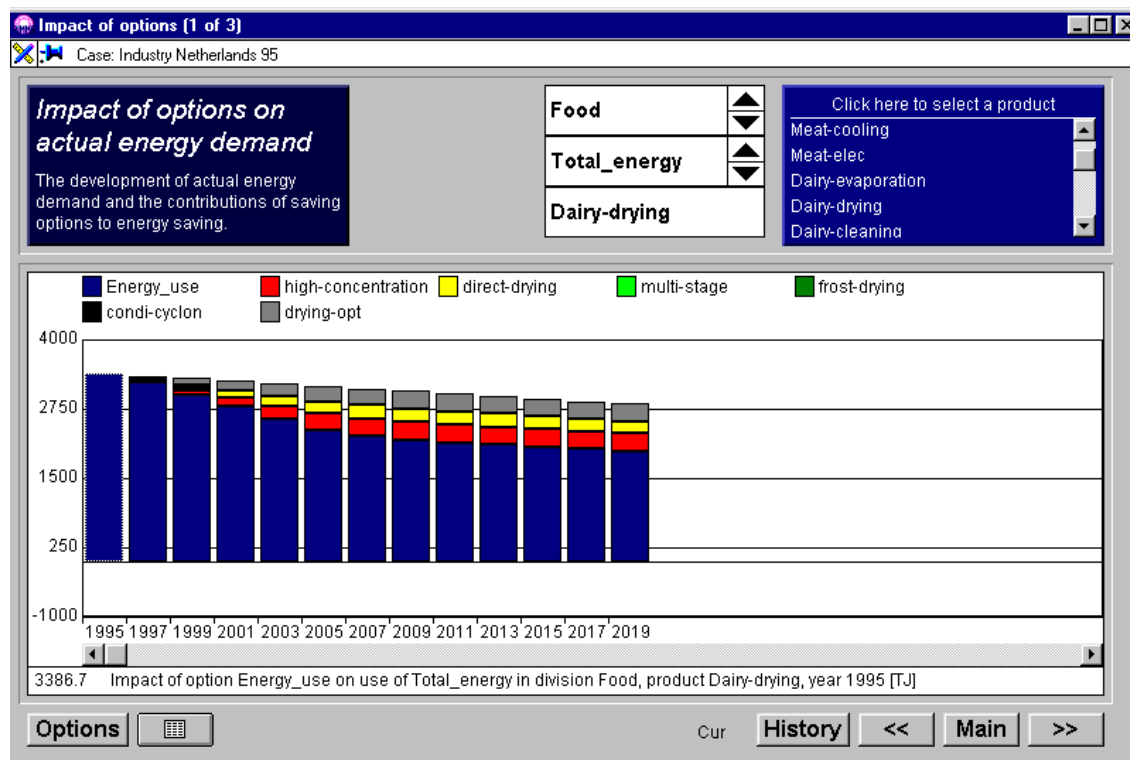 Impact of options (1 of 3)
Case: Industry Netherlands 95
Impact of options on
actual energy demand
The development of actual energy
demand and the contributions of saving
options to energy saving.
Food
Total_energy
Dairy-drying
Click here to select a product
Meat-cooling
Meat-elec
Dairy-evaporation
Dairy-drying
Dairy-cleaning
Energy_use high-concentration direct-drying multi-stage frost-drying
condi-cyclon drying-opt
4000
2750
1500
250
-1000
1995 1997 1999 2001 2003 2005 2007 2009 2011 2013 2015 2017 2019
3386.7 Impact of option Energy_use on use of Total_energy in division Food, product Dairy-drying, year 1995 [TJ]
Options Cur History << Main >>